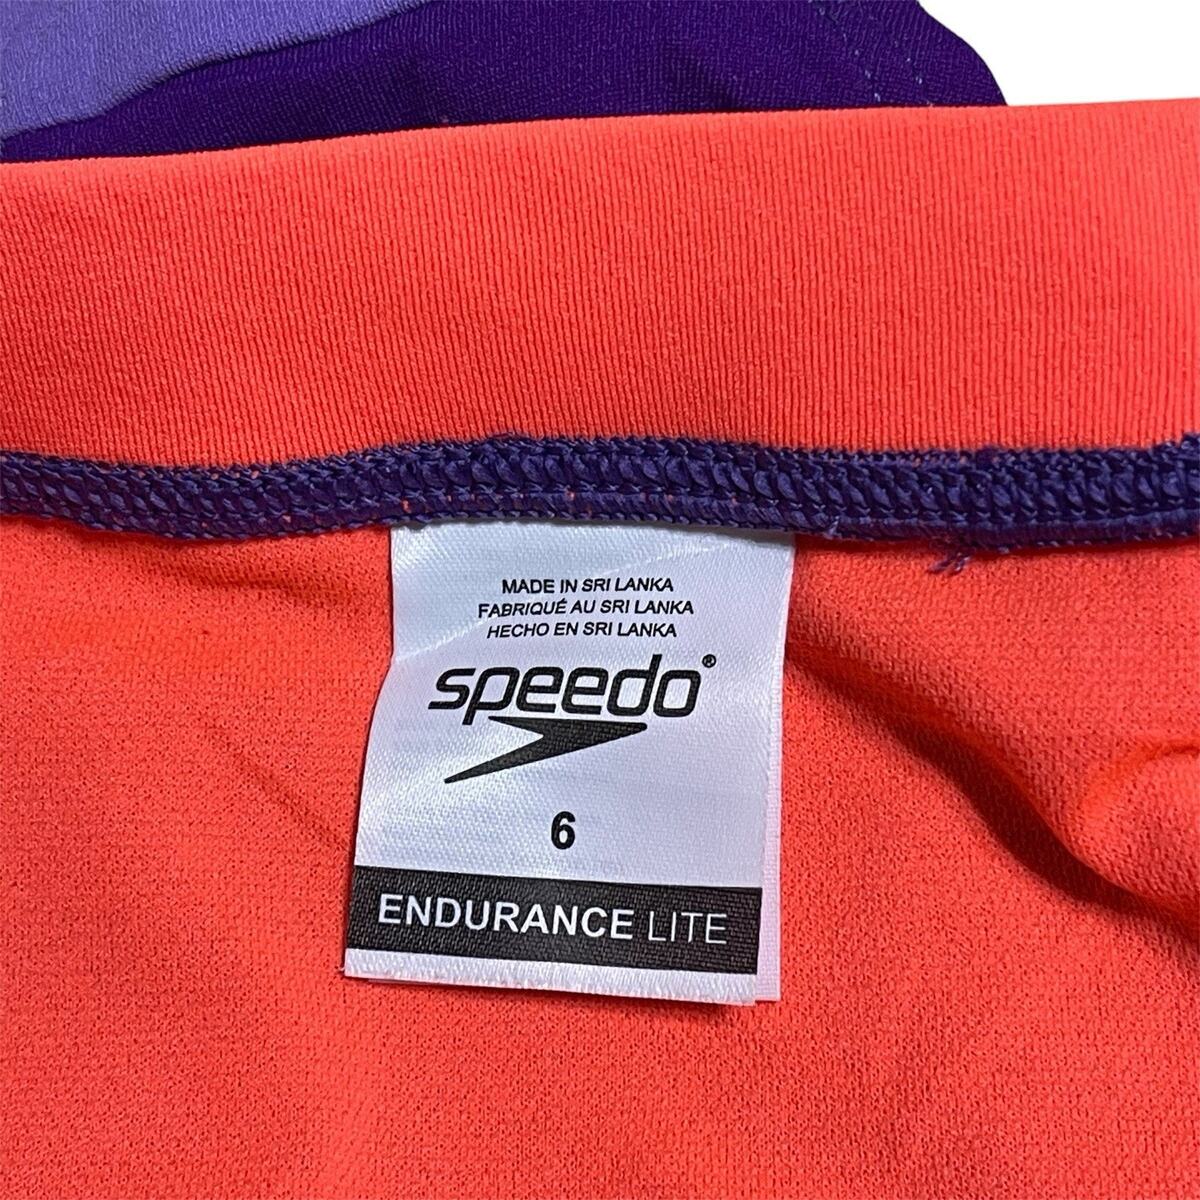 MADE IN SRI LANKA
FABRIQUÉ AU SRI LANKA
HECHO EN SRI LANKA
speedo®
6
ENDURANCE LITE